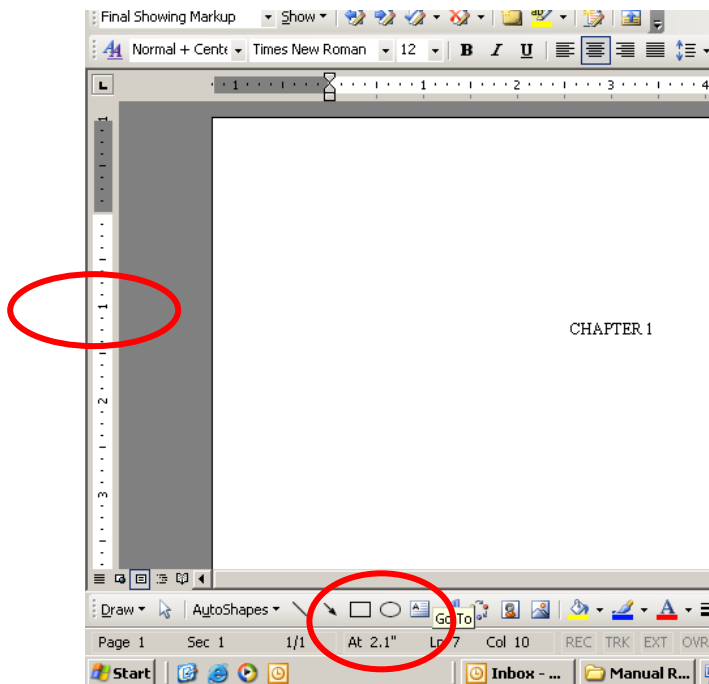 Final Showing Markup Show
Normal + Cente Times New Roman 12 B I U
L
1 1 2 3 4
1
1
2
3
CHAPTER 1
Draw AutoShapes A
Go To
Page 1 Sec 1 1/1 At 2.1" Ln 7 Col 10 REC TRK EXT OVR
Start Inbox - ... Manual R...